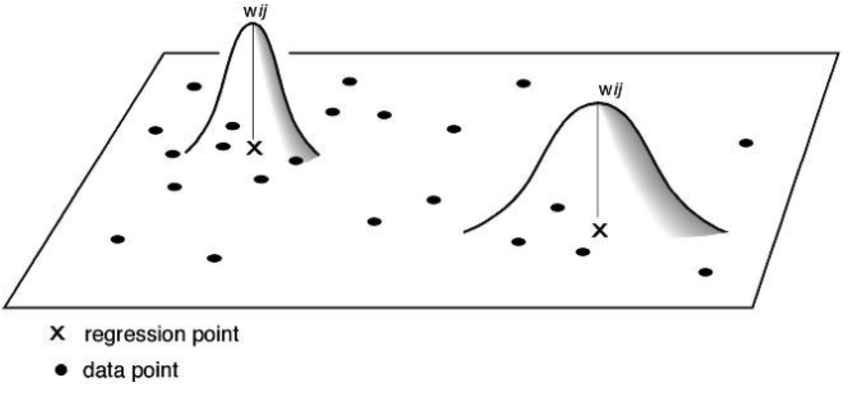 wij
wij
x
x
x regression point
data point